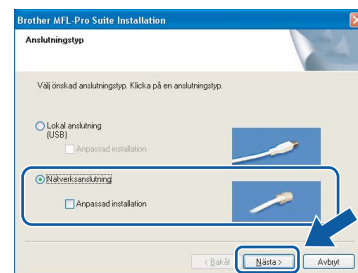 Brother MFL-Pro Suite Installation
Anslutningstyp
Välj önskad anslutningstyp. Klicka på en anslutningstyp.
Lokal anslutning
(USB)
Anpassad installation
Nätverksanslutning
Anpassad installation
< Bakåt
Nästa >
Avbryt